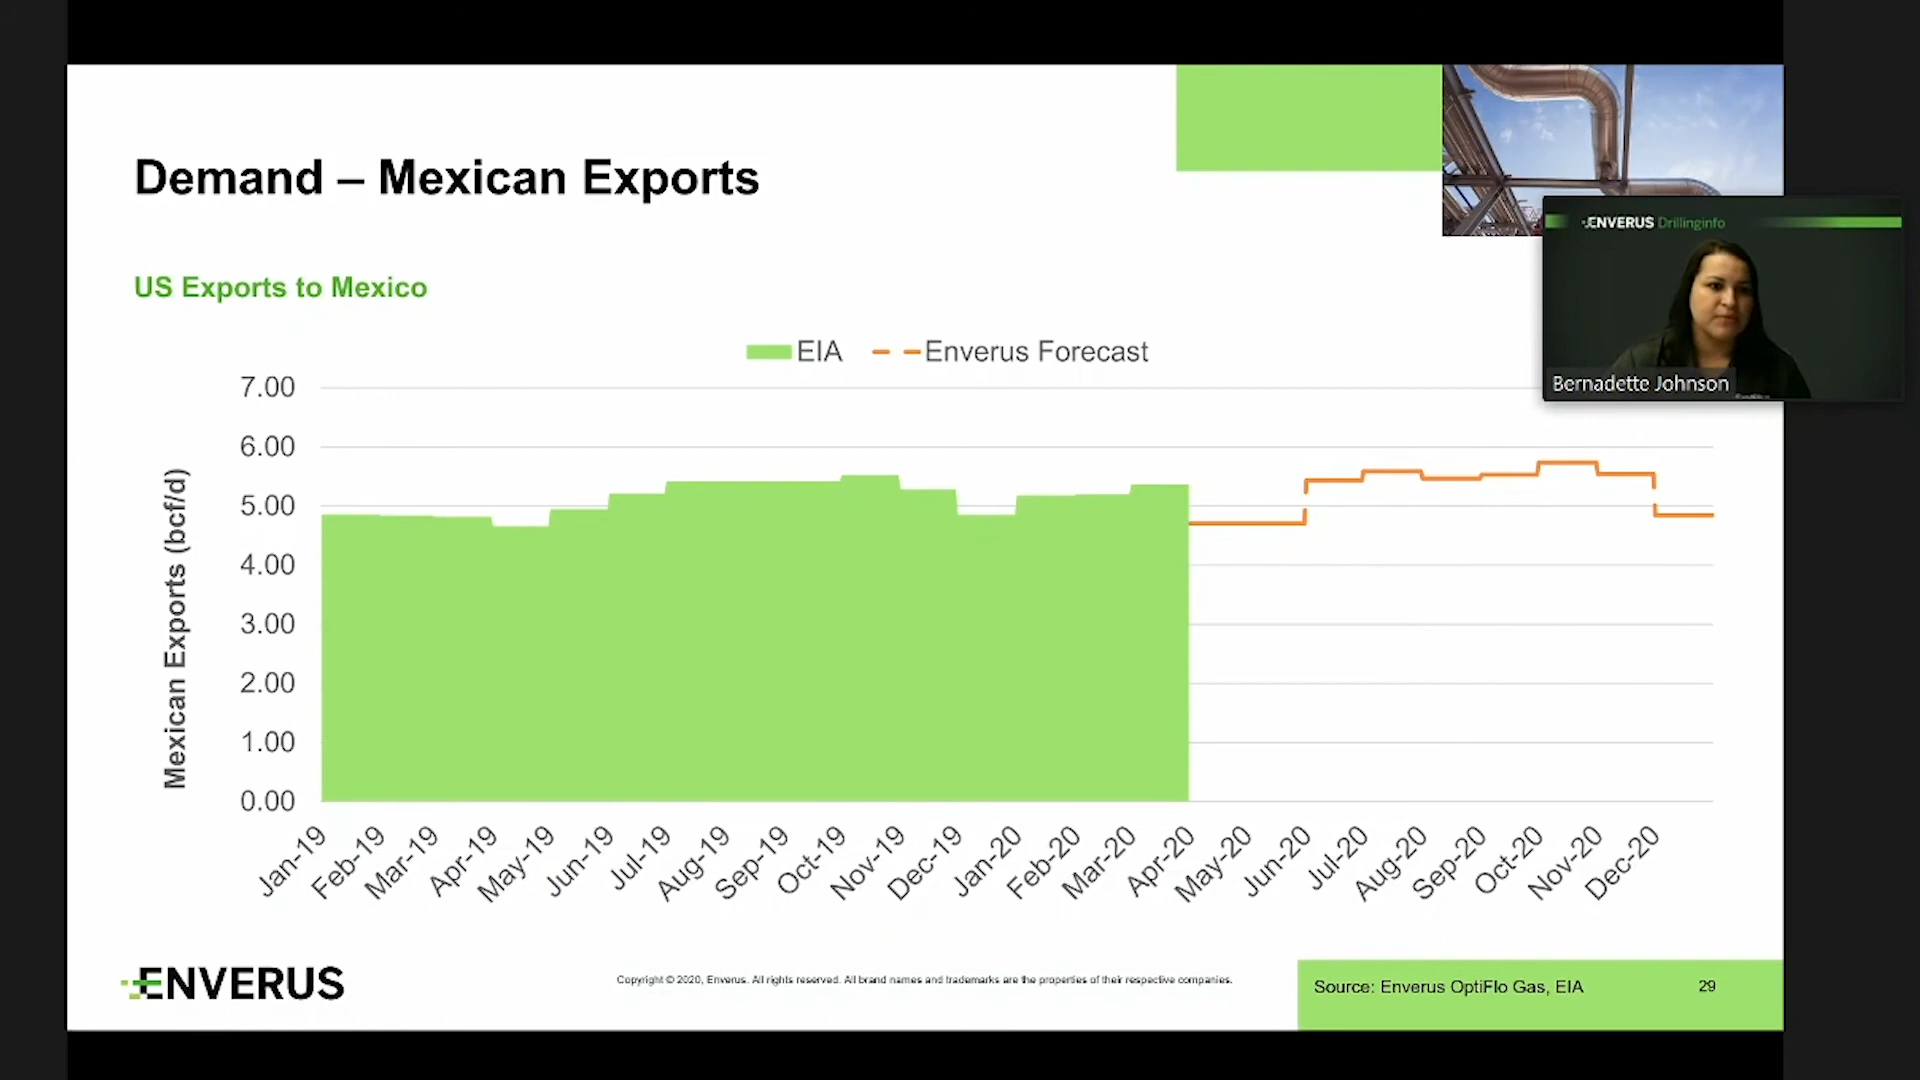 Demand – Mexican Exports
ENVERUS Drillinginfo
Bernadette Johnson
US Exports to Mexico
EIA
Enverus Forecast
Mexican Exports (bcf/d)
7.00
6.00
5.00
4.00
3.00
2.00
1.00
0.00
Jan-19
Feb-19
Mar-19
Apr-19
May-19
Jun-19
Jul-19
Aug-19
Sep-19
Oct-19
Nov-19
Dec-19
Jan-20
Feb-20
Mar-20
Apr-20
May-20
Jun-20
Jul-20
Aug-20
Sep-20
Oct-20
Nov-20
Dec-20
ENVERUS
Copyright © 2020, Enverus. All rights reserved. All brand names and trademarks are the properties of their respective companies.
Source: Enverus OptiFlo Gas, EIA
29